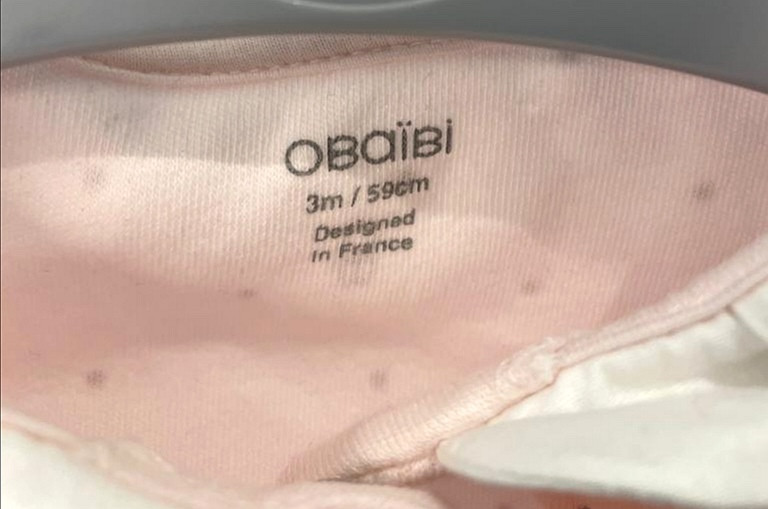 OBaïBi
3m / 59cm
Designed
in France